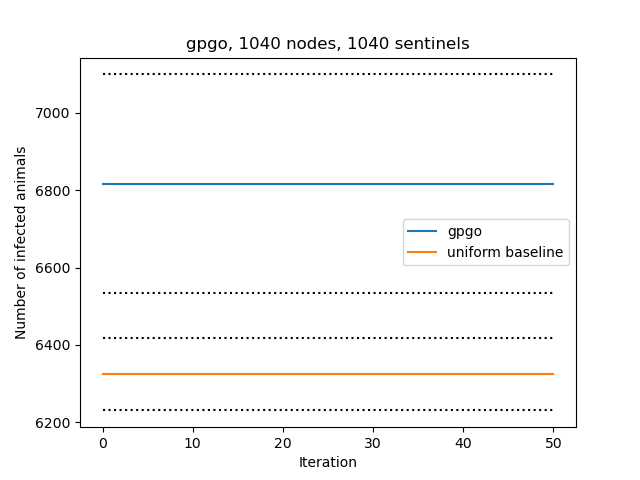 gpgo, 1040 nodes, 1040 sentinels
Number of infected animals
7000
6800
6600
6400
6200
gpgo
uniform baseline
0 10 20 30 40 50
Iteration